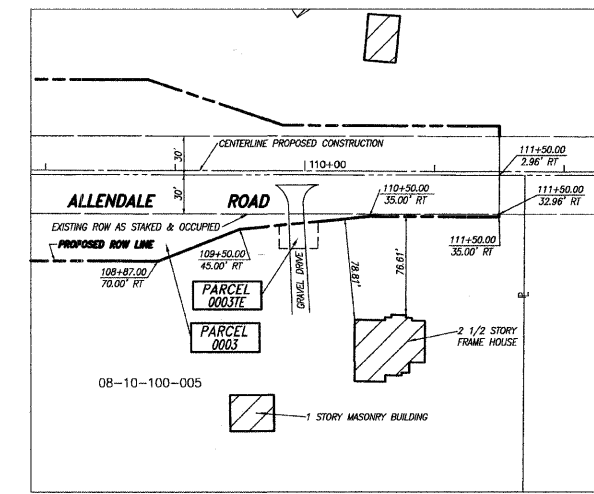 30'
CENTERLINE PROPOSED CONSTRUCTION
110+00
111+50.00
2.96' RT
30'
ALLENDALE ROAD
110+50.00
35.00' RT
111+50.00
32.96' RT
EXISTING ROW AS STAKED & OCCUPIED
PROPOSED ROW LINE
109+50.00
45.00' RT
111+50.00
35.00' RT
108+87.00
70.00' RT
GRAVEL DRIVE
78.81'
76.61'
PARCEL
0003TE
PARCEL
0003
2 1/2 STORY
FRAME HOUSE
08-10-100-005
1 STORY MASONRY BUILDING